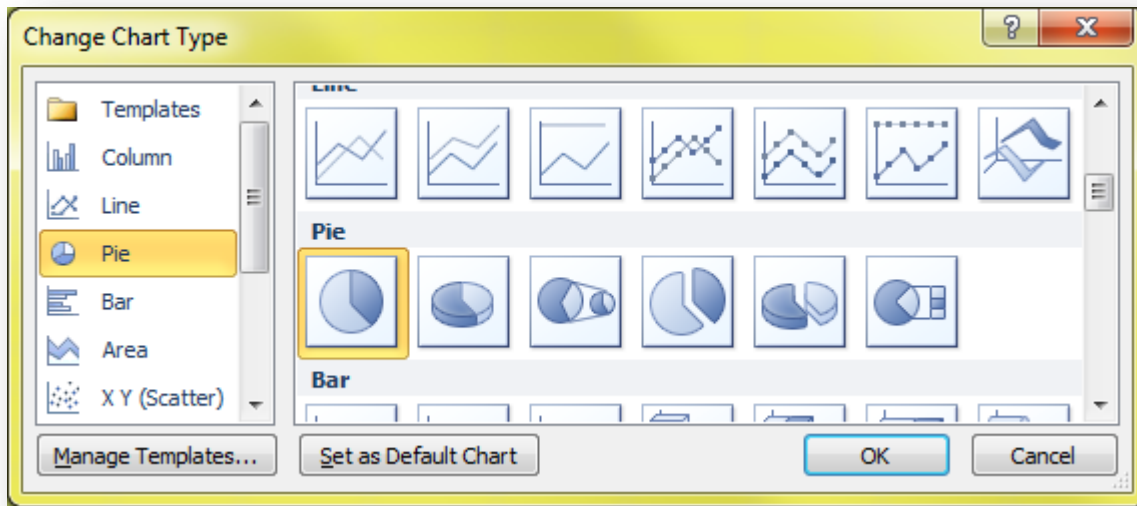 Change Chart Type
Templates
Column
Line
Pie
Bar
Area
X Y (Scatter)
Line
Pie
Bar
Manage Templates...
Set as Default Chart
OK
Cancel